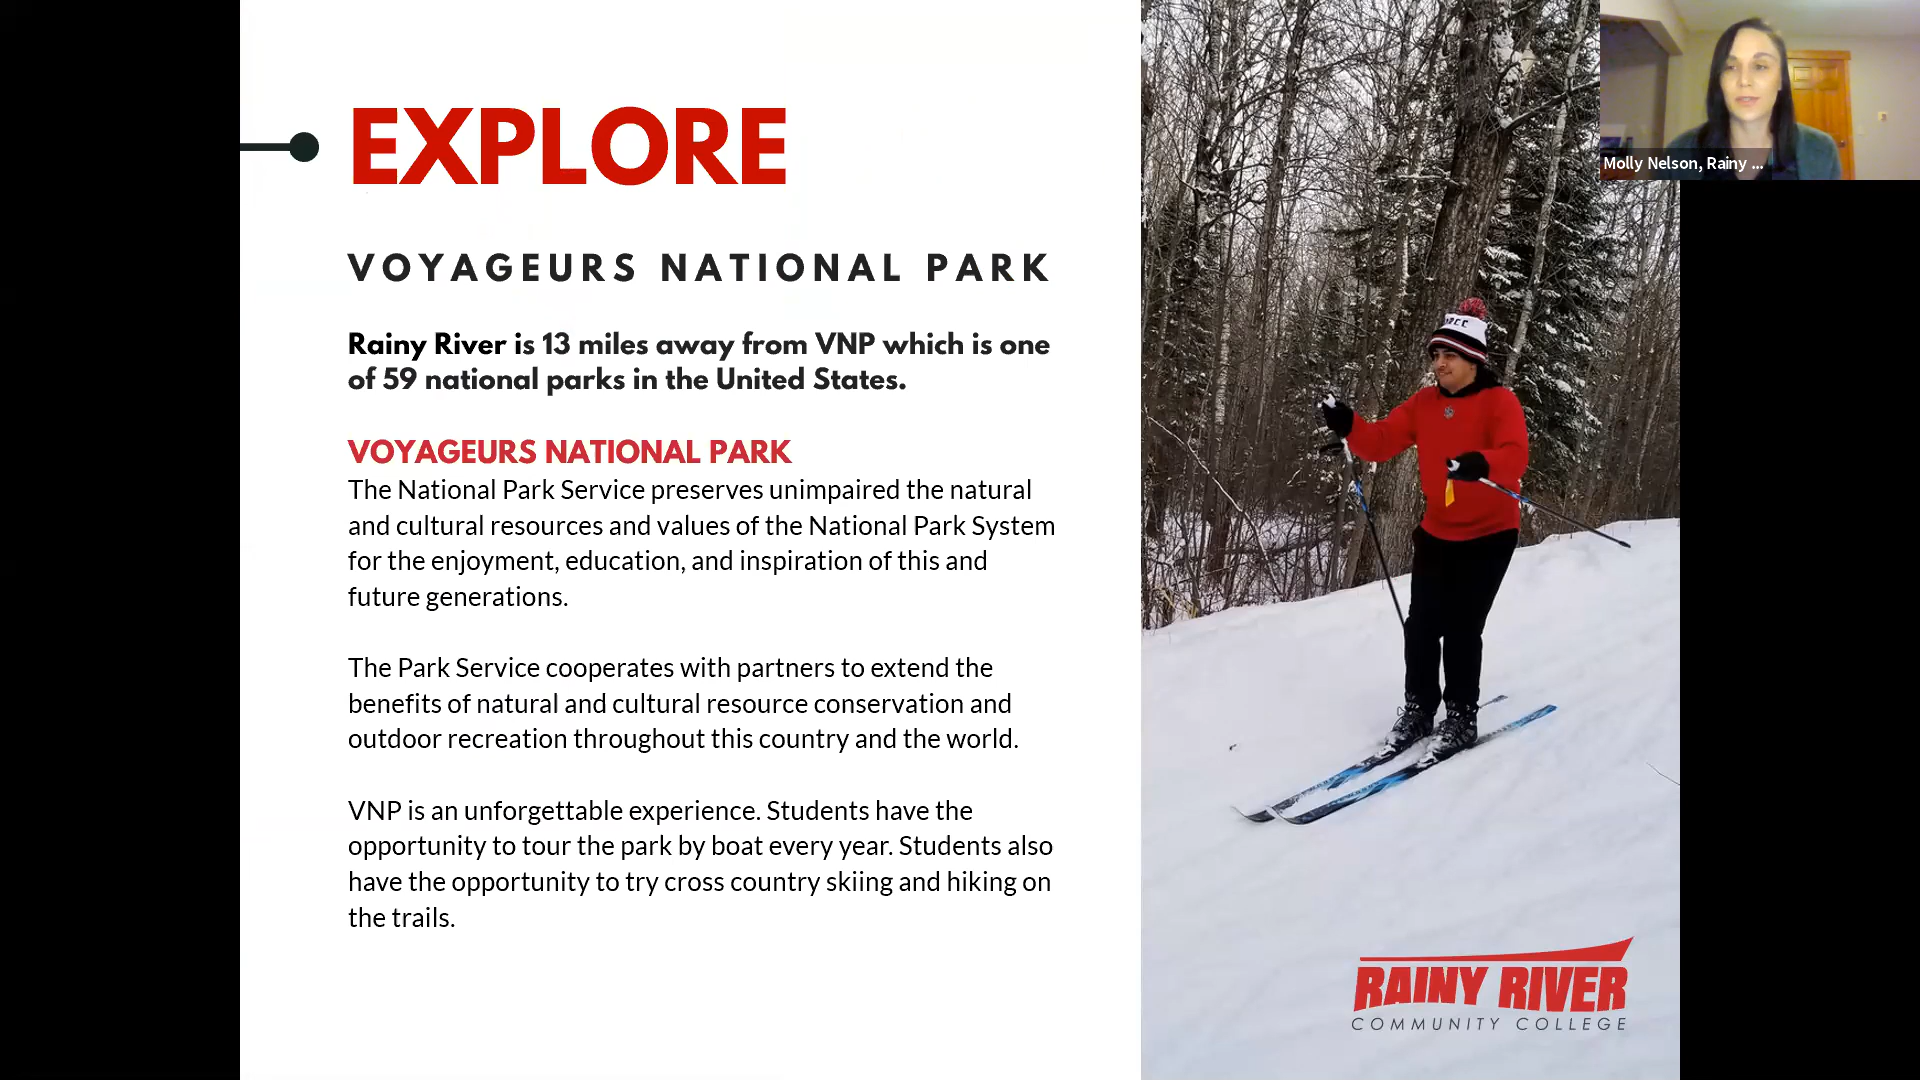 EXPLORE
VOYAGEURS NATIONAL PARK
Rainy River is 13 miles away from VNP which is one
of 59 national parks in the United States.
VOYAGEURS NATIONAL PARK
The National Park Service preserves unimpaired the natural
and cultural resources and values of the National Park System
for the enjoyment, education, and inspiration of this and
future generations.
The Park Service cooperates with partners to extend the
benefits of natural and cultural resource conservation and
outdoor recreation throughout this country and the world.
VNP is an unforgettable experience. Students have the
opportunity to tour the park by boat every year. Students also
have the opportunity to try cross country skiing and hiking on
the trails.
Molly Nelson, Rainy ...
RAINY RIVER
COMMUNITY COLLEGE